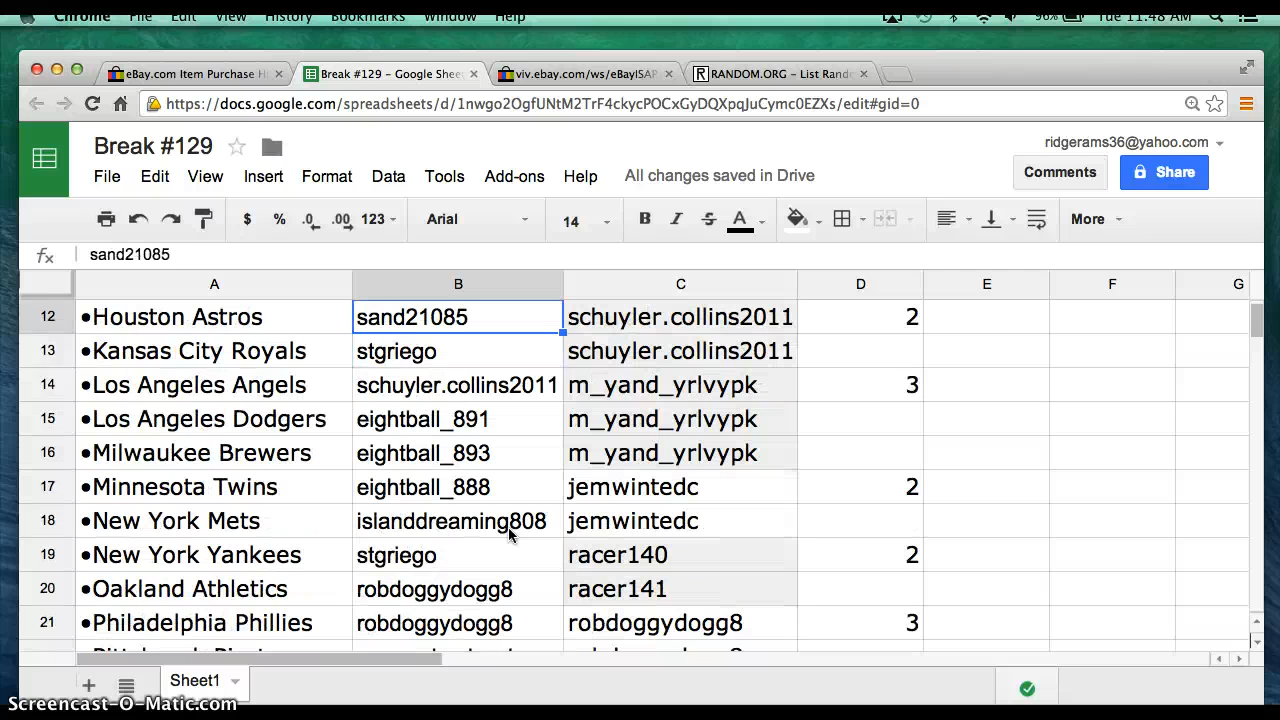 Chrome File Edit View History Bookmarks Window Help 96% Tue 11:48 AM
eBay.com Item Purchase Hi Break #129 - Google Shee viv.ebay.com/ws/eBayISAP RANDOM.ORG - List Rando
https://docs.google.com/spreadsheets/d/1nwgo2OgfUNtM2TrF4ckycPOCxGyDQXpqJuCymc0EZXs/edit#gid=0
Break #129 ridgerams36@yahoo.com
File Edit View Insert Format Data Tools Add-ons Help All changes saved in Drive Comments Share
$ % .0 .00 123 Arial 14 B I S A More
fx sand21085
A B C D E F G
12 •Houston Astros sand21085 schuyler.collins2011 2
13 •Kansas City Royals stgriego schuyler.collins2011
14 •Los Angeles Angels schuyler.collins2011 m_yand_yrlvypk 3
15 •Los Angeles Dodgers eightball_891 m_yand_yrlvypk
16 •Milwaukee Brewers eightball_893 m_yand_yrlvypk
17 •Minnesota Twins eightball_888 jemwintedc 2
18 •New York Mets islanddreaming808 jemwintedc
19 •New York Yankees stgriego racer140 2
20 •Oakland Athletics robdoggydogg8 racer141
21 •Philadelphia Phillies robdoggydogg8 robdoggydogg8 3
Sheet1
Screencast-O-Matic.com